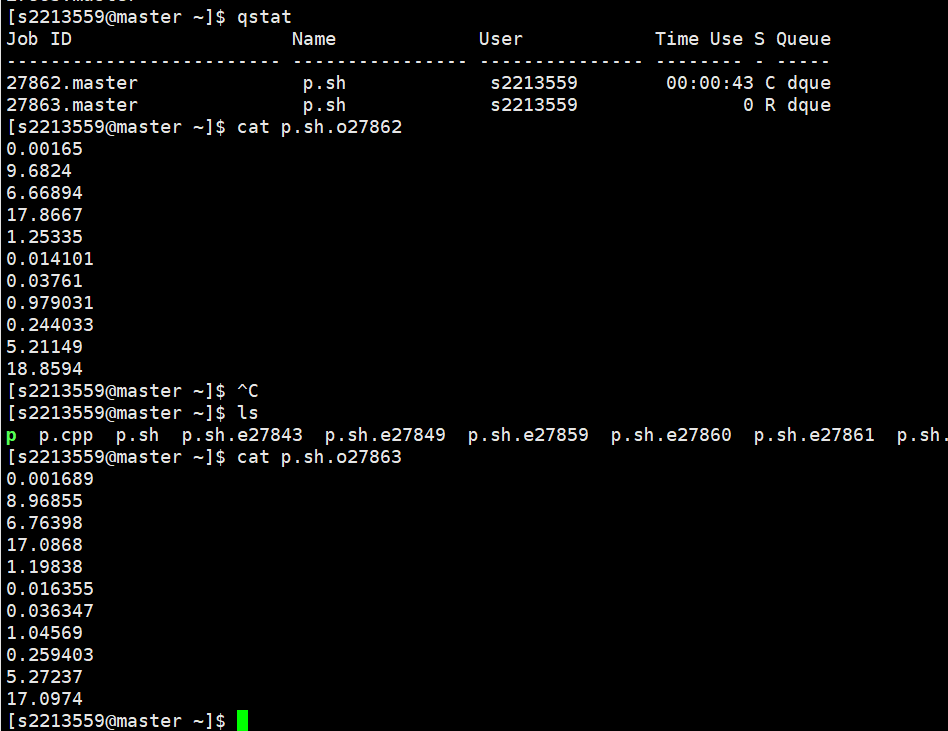 [s2213559@master ~]$ qstat
Job ID                    Name             User            Time Use S Queue
------------------------- ---------------- --------------- -------- - -----
27862.master               p.sh             s2213559        00:00:43 C dque
27863.master               p.sh             s2213559               0 R dque
[s2213559@master ~]$ cat p.sh.o27862
0.00165
9.6824
6.66894
17.8667
1.25335
0.014101
0.03761
0.979031
0.244033
5.21149
18.8594
[s2213559@master ~]$ ^C
[s2213559@master ~]$ ls
p  p.cpp  p.sh  p.sh.e27843  p.sh.e27849  p.sh.e27859  p.sh.e27860  p.sh.e27861  p.sh.
[s2213559@master ~]$ cat p.sh.o27863
0.001689
8.96855
6.76398
17.0868
1.19838
0.016355
0.036347
1.04569
0.259403
5.27237
17.0974
[s2213559@master ~]$